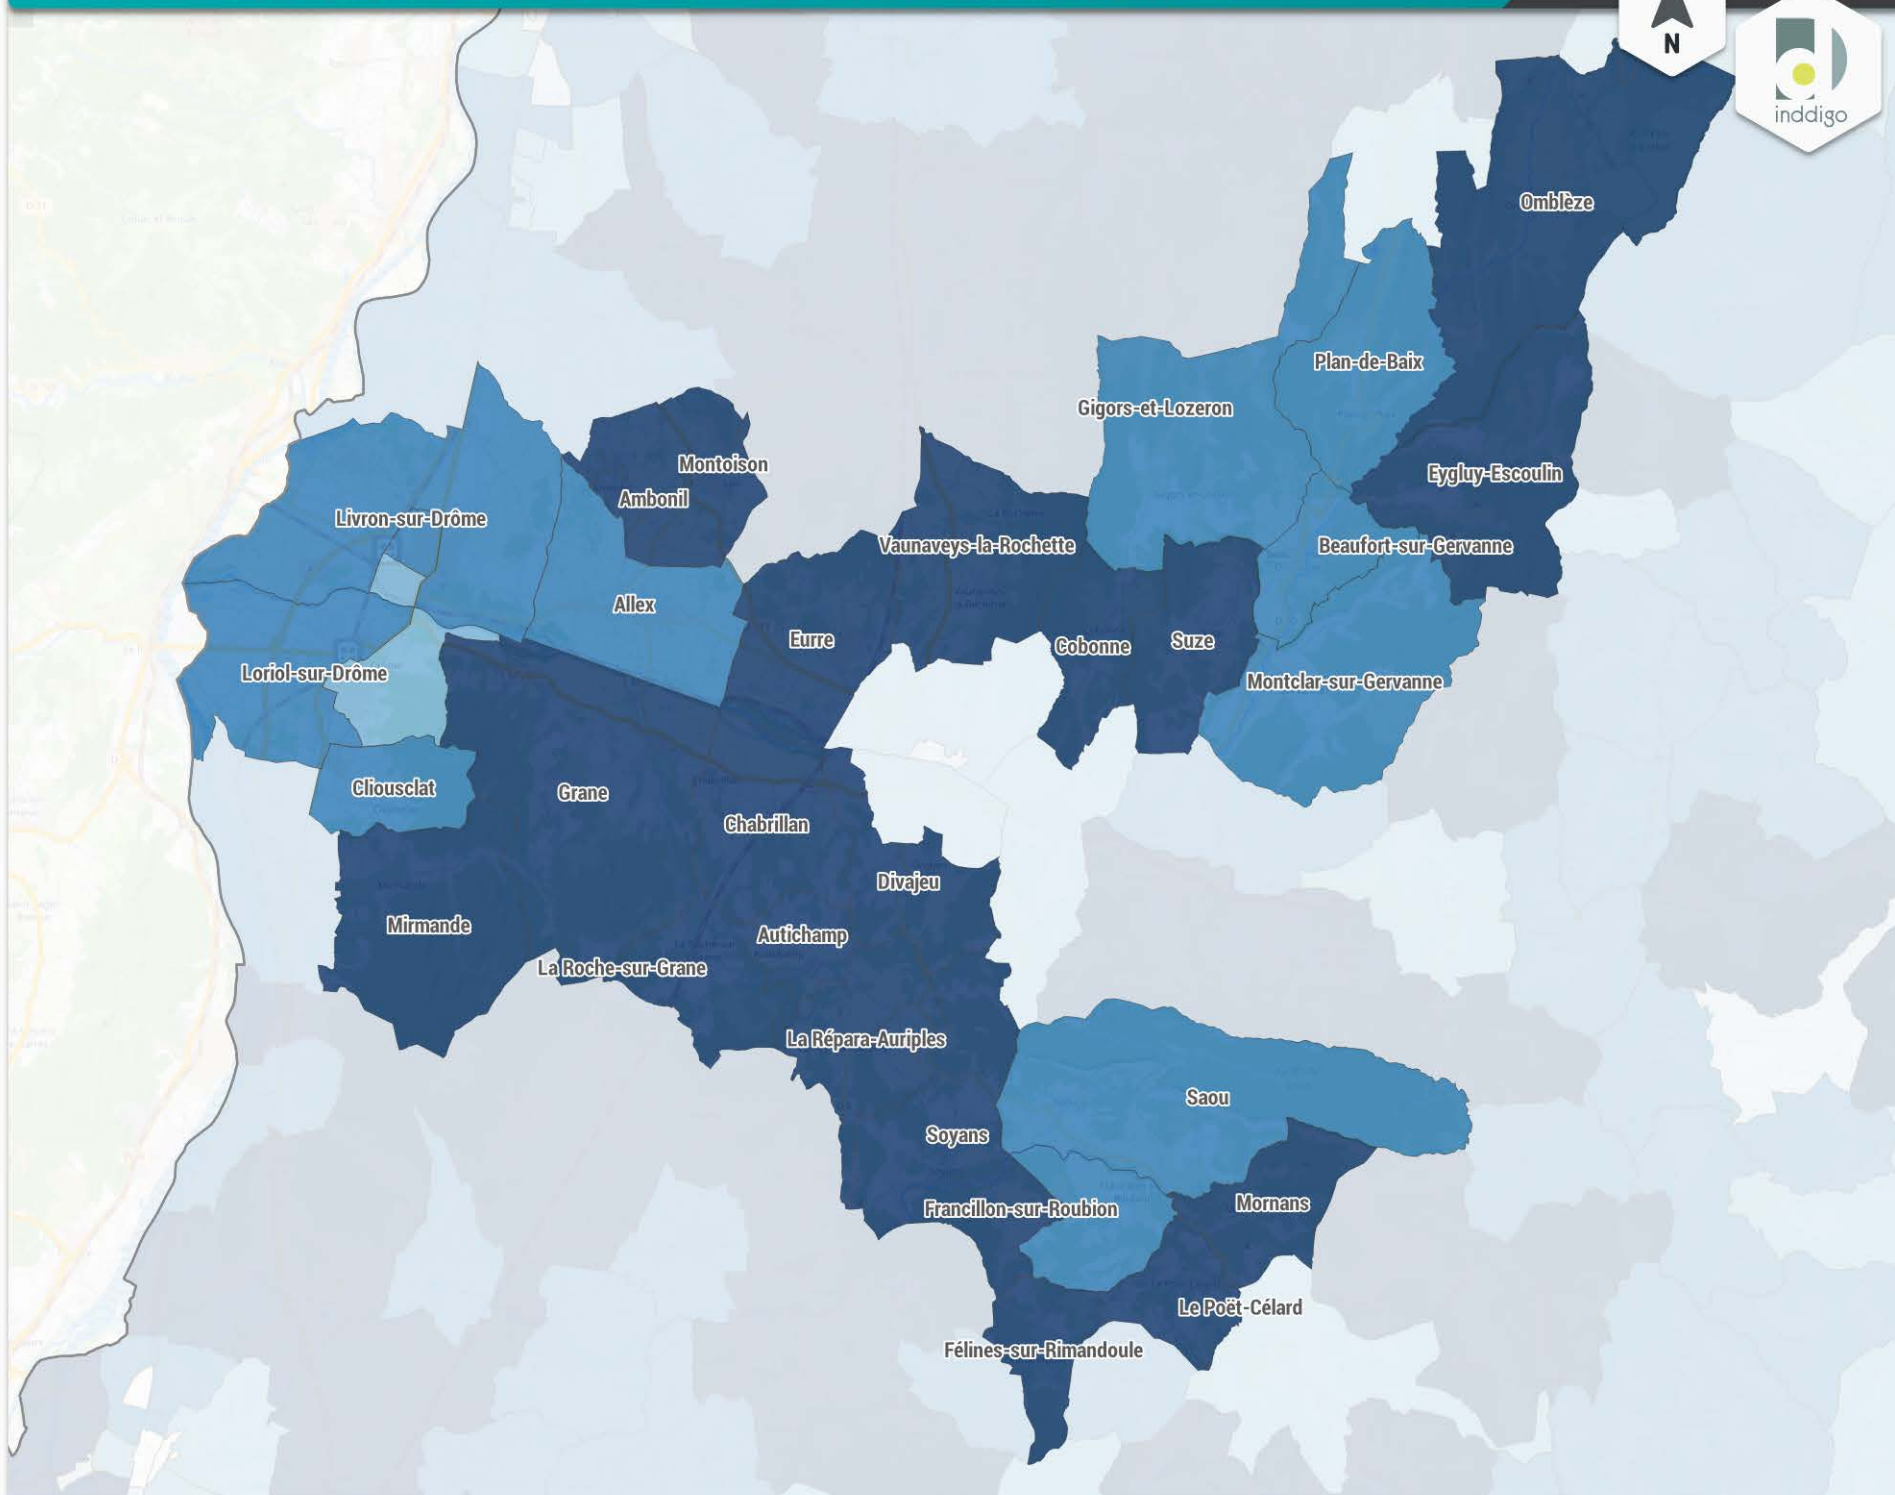 N
inddigo
Omblèze
Plan-de-Baix
Gigors-et-Lozeron
Montoison
Eygluy-Escoulin
Ambonil
Livron-sur-Drôme
Vaunaveys-la-Rochette
Beaufort-sur-Gervanne
Allex
Eurre
Cobonne
Suze
Loriol-sur-Drôme
Montclar-sur-Gervanne
Cliousclat
Grane
Chabrillan
Divajeu
Mirmande
Autichamp
La Roche-sur-Grane
La Répara-Auriples
Saou
Soyans
Mornans
Francillon-sur-Roubion
Le Poët-Célard
Félines-sur-Rimandoule